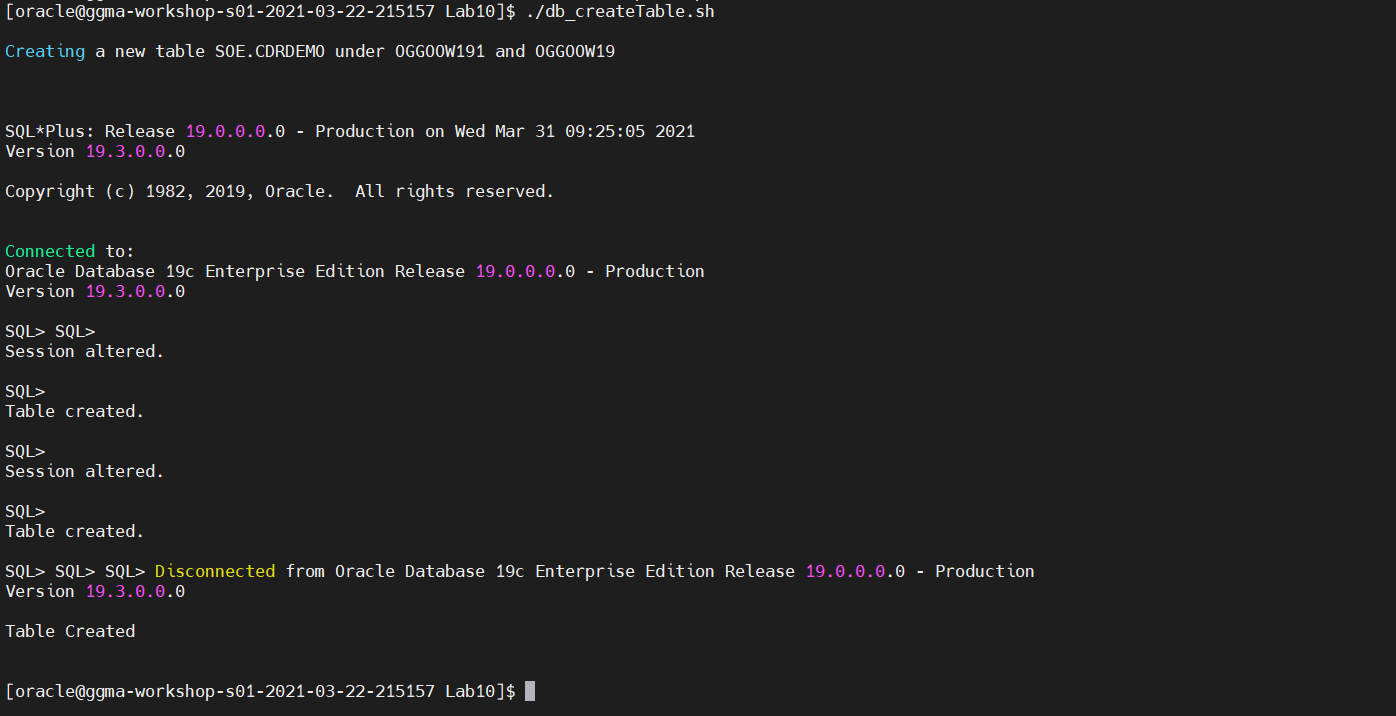 [oracle@ggma-workshop-s01-2021-03-22-215157 Lab10]$ ./db_createTable.sh
Creating a new table SOE.CDRDEMO under OGGOOW191 and OGGOOW19
SQL*Plus: Release 19.0.0.0.0 - Production on Wed Mar 31 09:25:05 2021
Version 19.3.0.0.0
Copyright (c) 1982, 2019, Oracle.  All rights reserved.
Connected to:
Oracle Database 19c Enterprise Edition Release 19.0.0.0.0 - Production
Version 19.3.0.0.0
SQL> SQL>
Session altered.
SQL>
Table created.
SQL>
Session altered.
SQL>
Table created.
SQL> SQL> SQL> Disconnected from Oracle Database 19c Enterprise Edition Release 19.0.0.0.0 - Production
Version 19.3.0.0.0
Table Created
[oracle@ggma-workshop-s01-2021-03-22-215157 Lab10]$